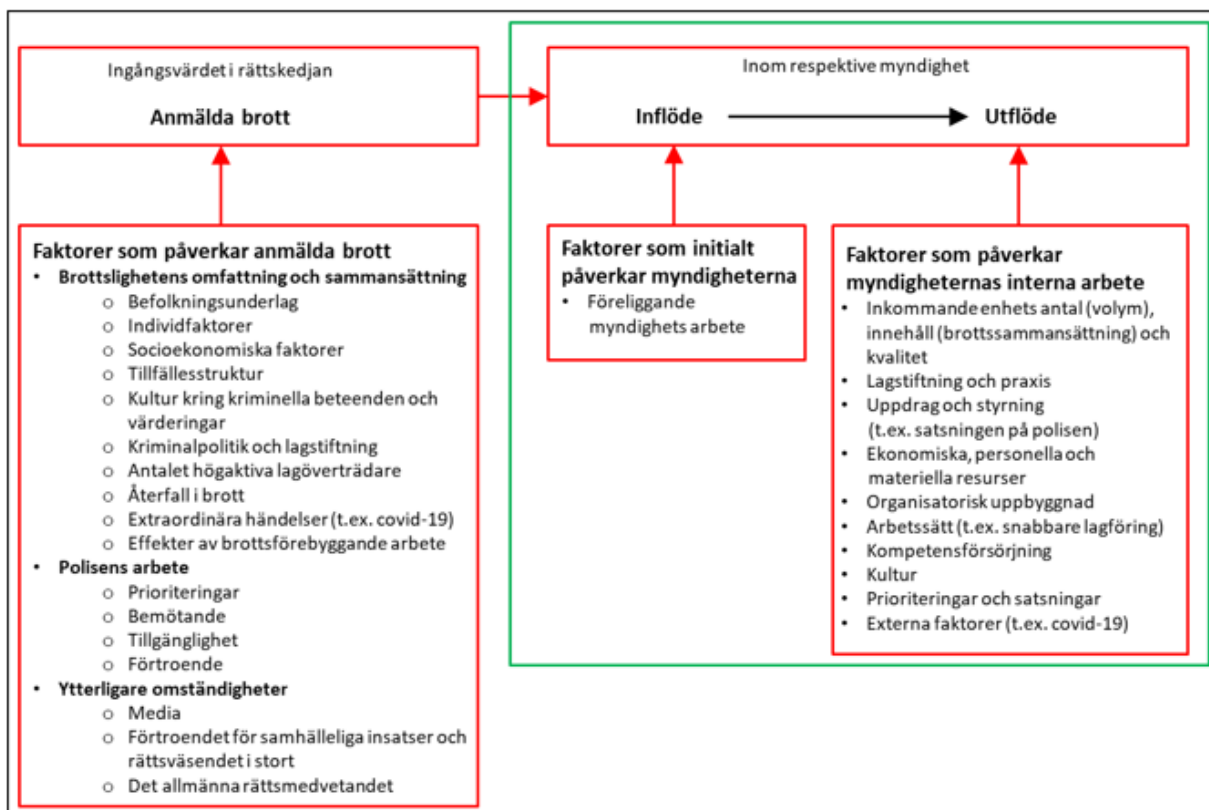 Ingångsvärdet i rättskedjan
Anmälda brott
Inom respektive myndighet
Inflöde
Utflöde
Faktorer som påverkar anmälda brott
• Brottslighetens omfattning och sammansättning
o Befolkningsunderlag
o Individfaktorer
o Socioekonomiska faktorer
o Tillfällesstruktur
o Kultur kring kriminella beteenden och
värderingar
o Kriminalpolitik och lagstiftning
o Antalet högaktiva lagöverträdare
o Återfall i brott
o Extraordinära händelser (t.ex. covid-19)
o Effekter av brottsförebyggande arbete
• Polisens arbete
o Prioriteringar
o Bemötande
o Tillgänglighet
o Förtroende
• Ytterligare omständigheter
o Media
o Förtroendet för samhälleliga insatser och
rättsväsendet i stort
o Det allmänna rättsmedvetandet
Faktorer som initialt
påverkar myndigheterna
• Föreliggande
myndighets arbete
Faktorer som påverkar
myndigheternas interna arbete
• Inkommande enhets antal (volym),
innehåll (brottssammansättning) och
kvalitet
• Lagstiftning och praxis
• Uppdrag och styrning
(t.ex. satsningen på polisen)
• Ekonomiska, personella och
materiella resurser
• Organisatorisk uppbyggnad
• Arbetssätt (t.ex. snabbare lagföring)
• Kompetensförsörjning
• Kultur
• Prioriteringar och satsningar
• Externa faktorer (t.ex. covid-19)